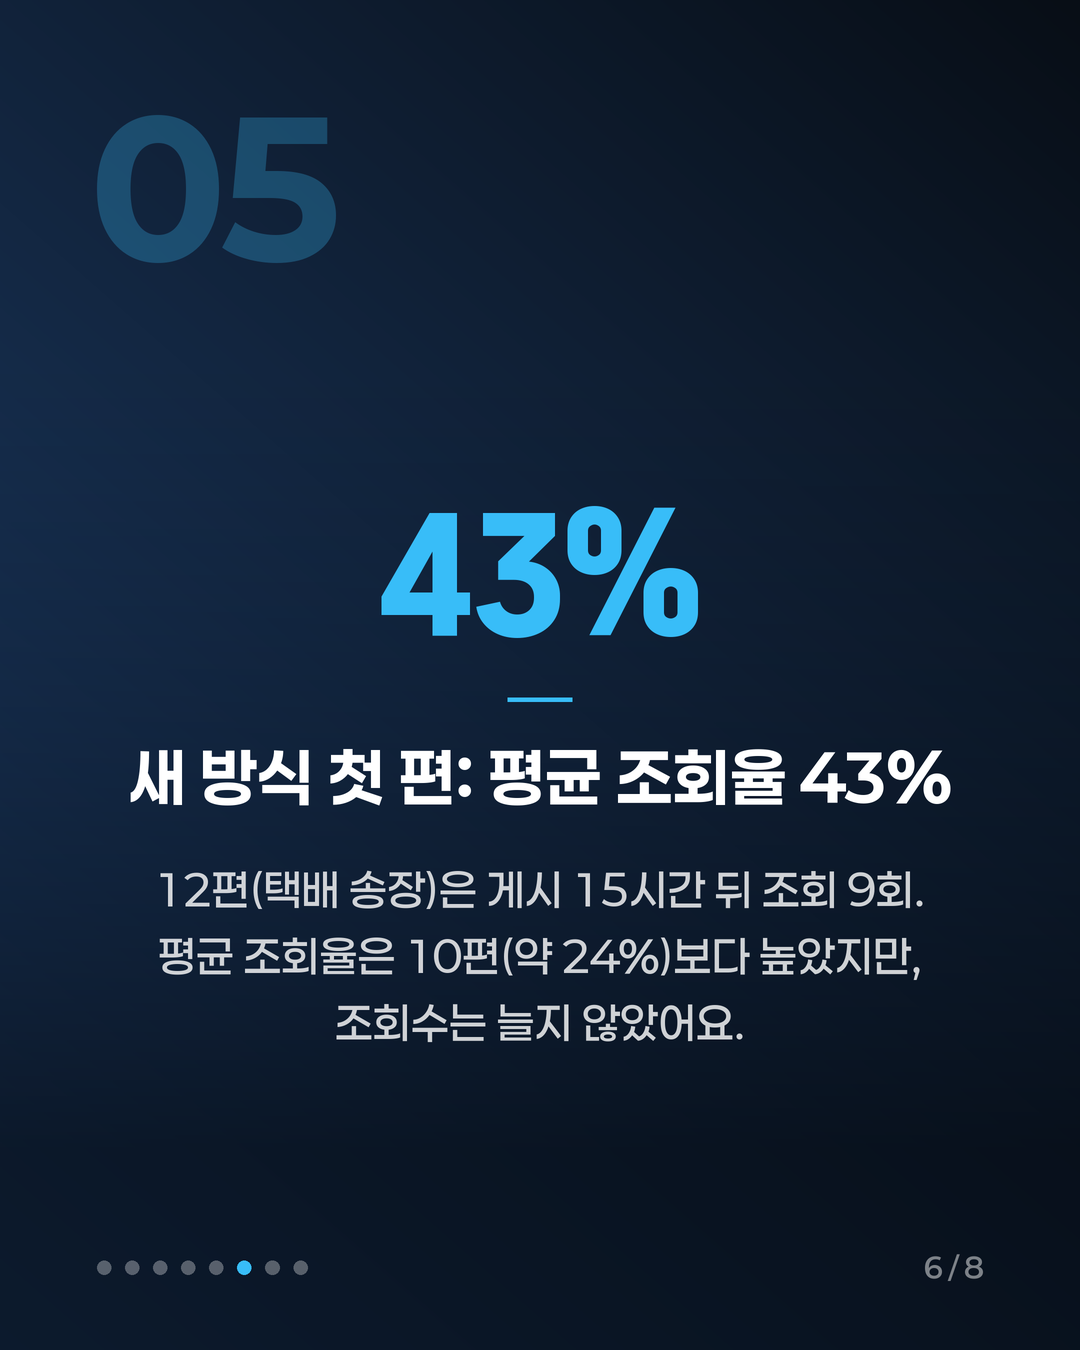 05
43%
새 방식 첫 편: 평균 조회율 43%
12편(택배 송장)은 게시 15시간 뒤 조회 9회.
평균 조회율은 10편(약 24%)보다 높았지만,
조회수는 늘지 않았어요.
6/8